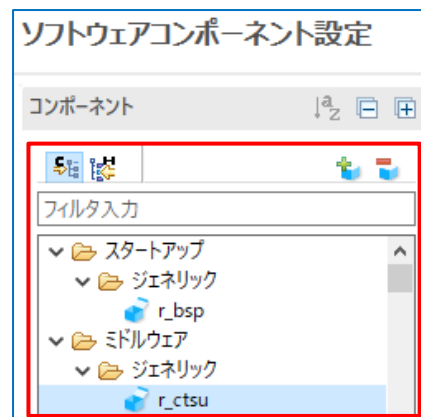 ソフトウェアコンポーネント設定
コンポーネント
フィルタ入力
スタートアップ
ジェネリック
r_bsp
ミドルウェア
ジェネリック
r_ctsu